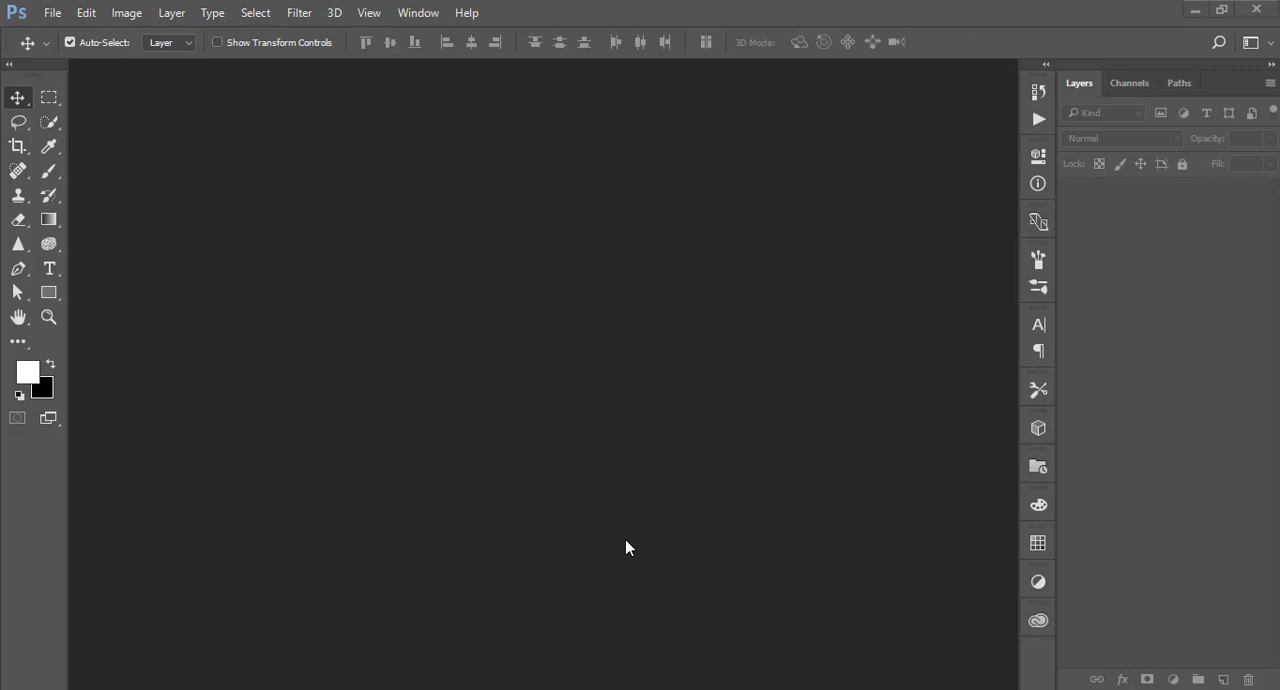 Ps File Edit Image Layer Type Select Filter 3D View Window Help
Auto-Select: Layer Show Transform Controls 3D Mode:
Layers Channels Paths
Kind
Normal Opacity:
Lock: Fill: